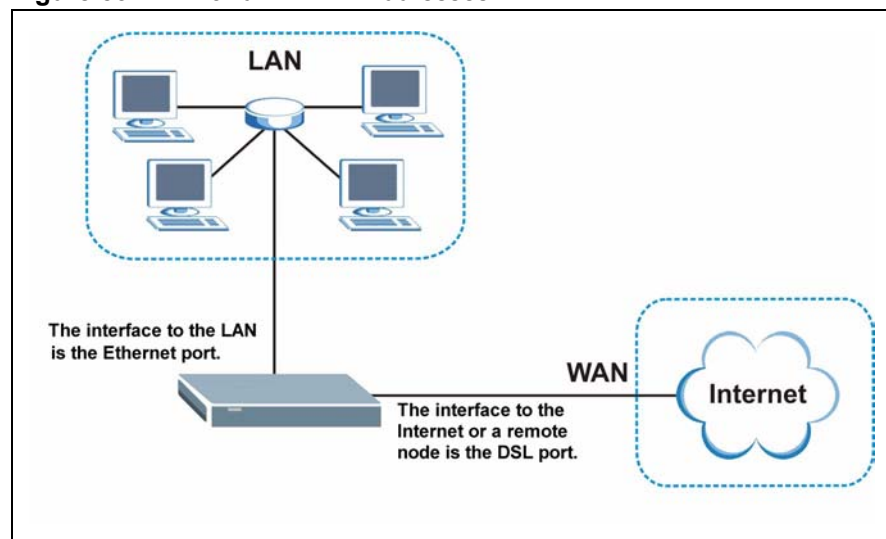 LAN
The interface to the LAN
is the Ethernet port.
WAN
Internet
The interface to the
Internet or a remote
node is the DSL port.